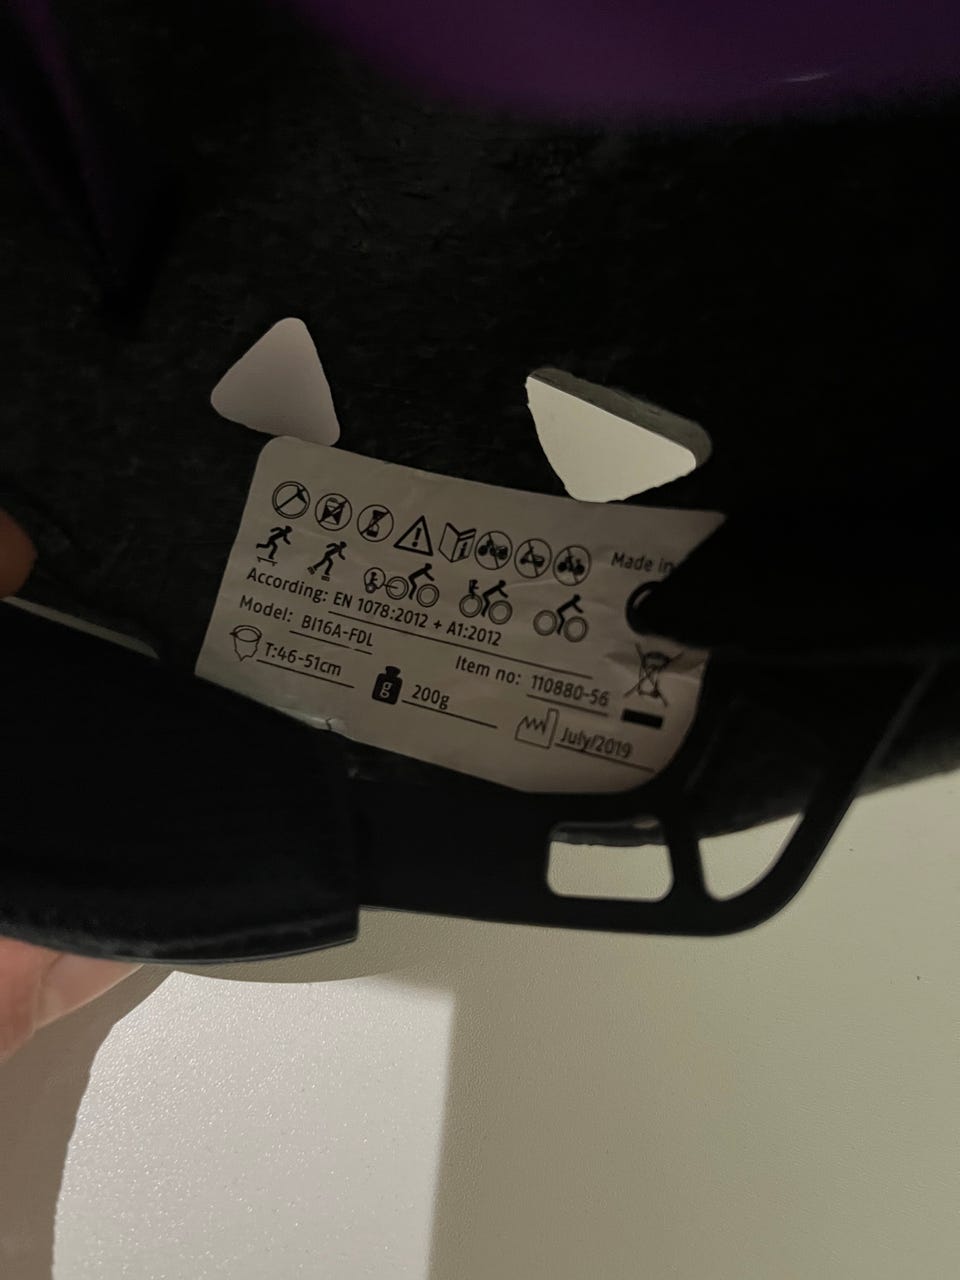 Made in
According: EN 1078:2012 + A1:2012
Model: BI16A-FDL
Item no: 110880-56
T:46-51cm
g 200g
July/2019